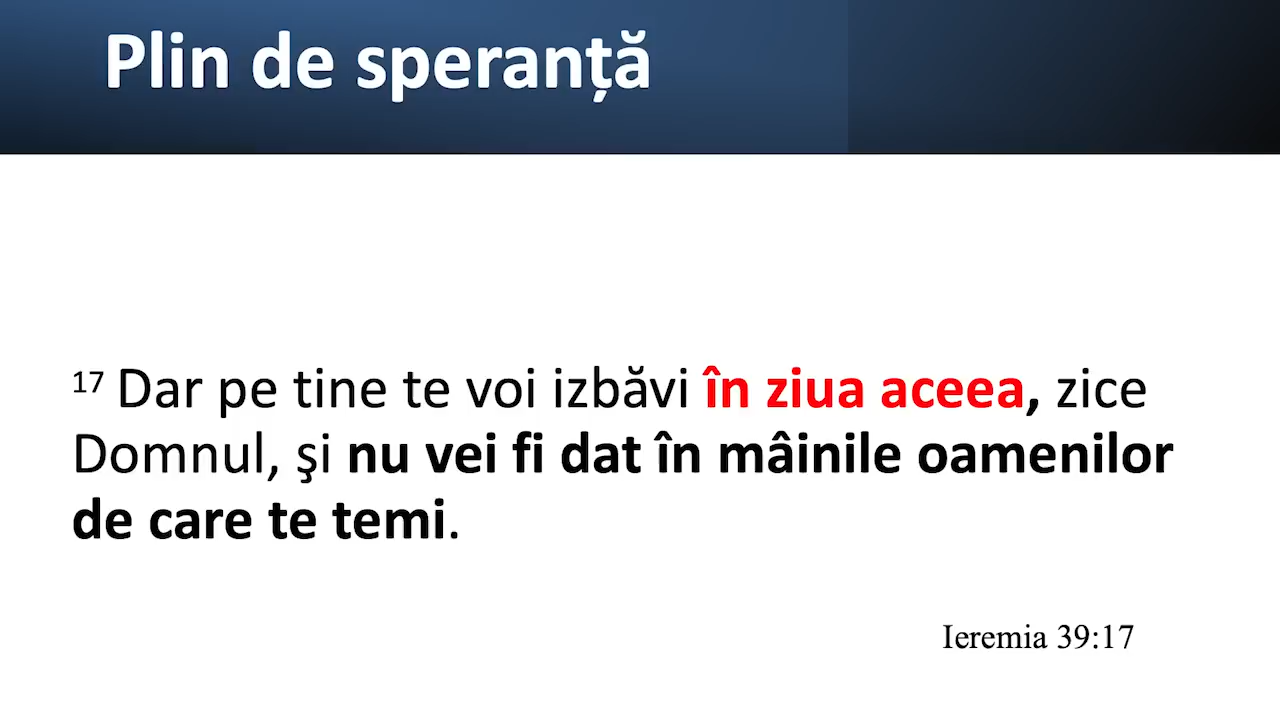 Plin de speranță
17 Dar pe tine te voi izbăvi în ziua aceea, zice
Domnul, şi nu vei fi dat în mâinile oamenilor
de care te temi.
Ieremia 39:17